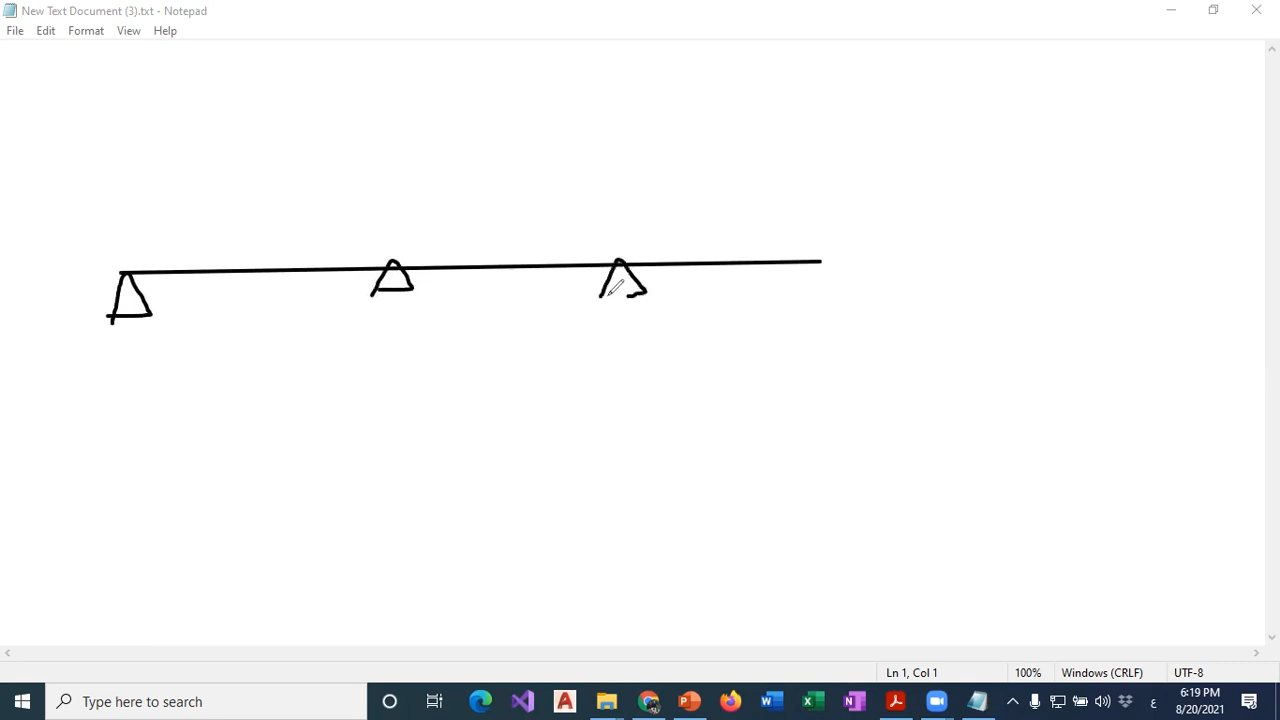 New Text Document (3).txt - Notepad
File Edit Format View Help
Ln 1, Col 1 100% Windows (CRLF) UTF-8
Type here to search
ع 6:19 PM
8/20/2021